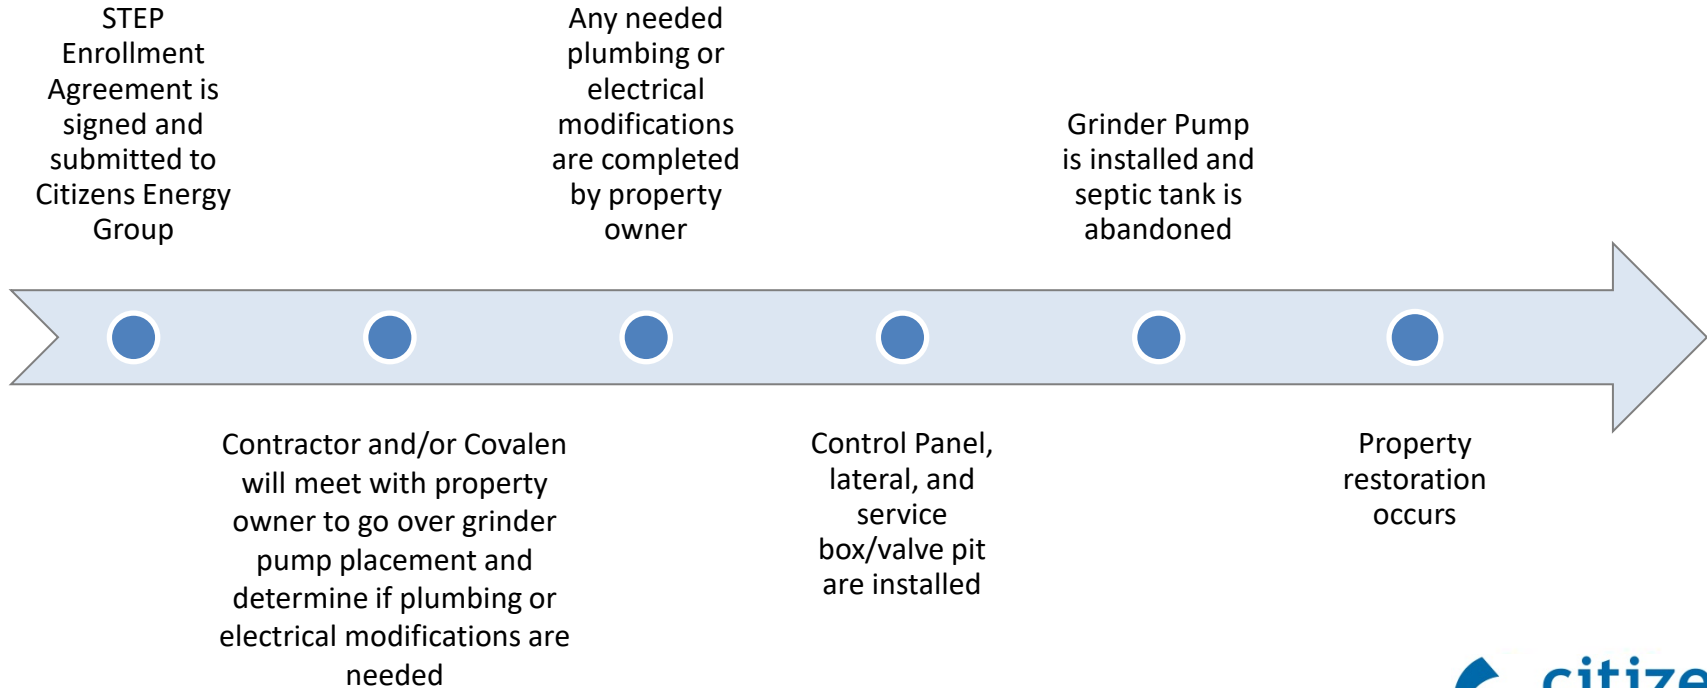 STEP
Enrollment
Agreement is
signed and
submitted to
Citizens Energy
Group
Contractor and/or Covalen
will meet with property
owner to go over grinder
pump placement and
determine if plumbing or
electrical modifications are
needed
Any needed
plumbing or
electrical
modifications
are completed
by property
owner
Control Panel,
lateral, and
service
box/valve pit
are installed
Grinder Pump
is installed and
septic tank is
abandoned
Property
restoration
occurs
citize